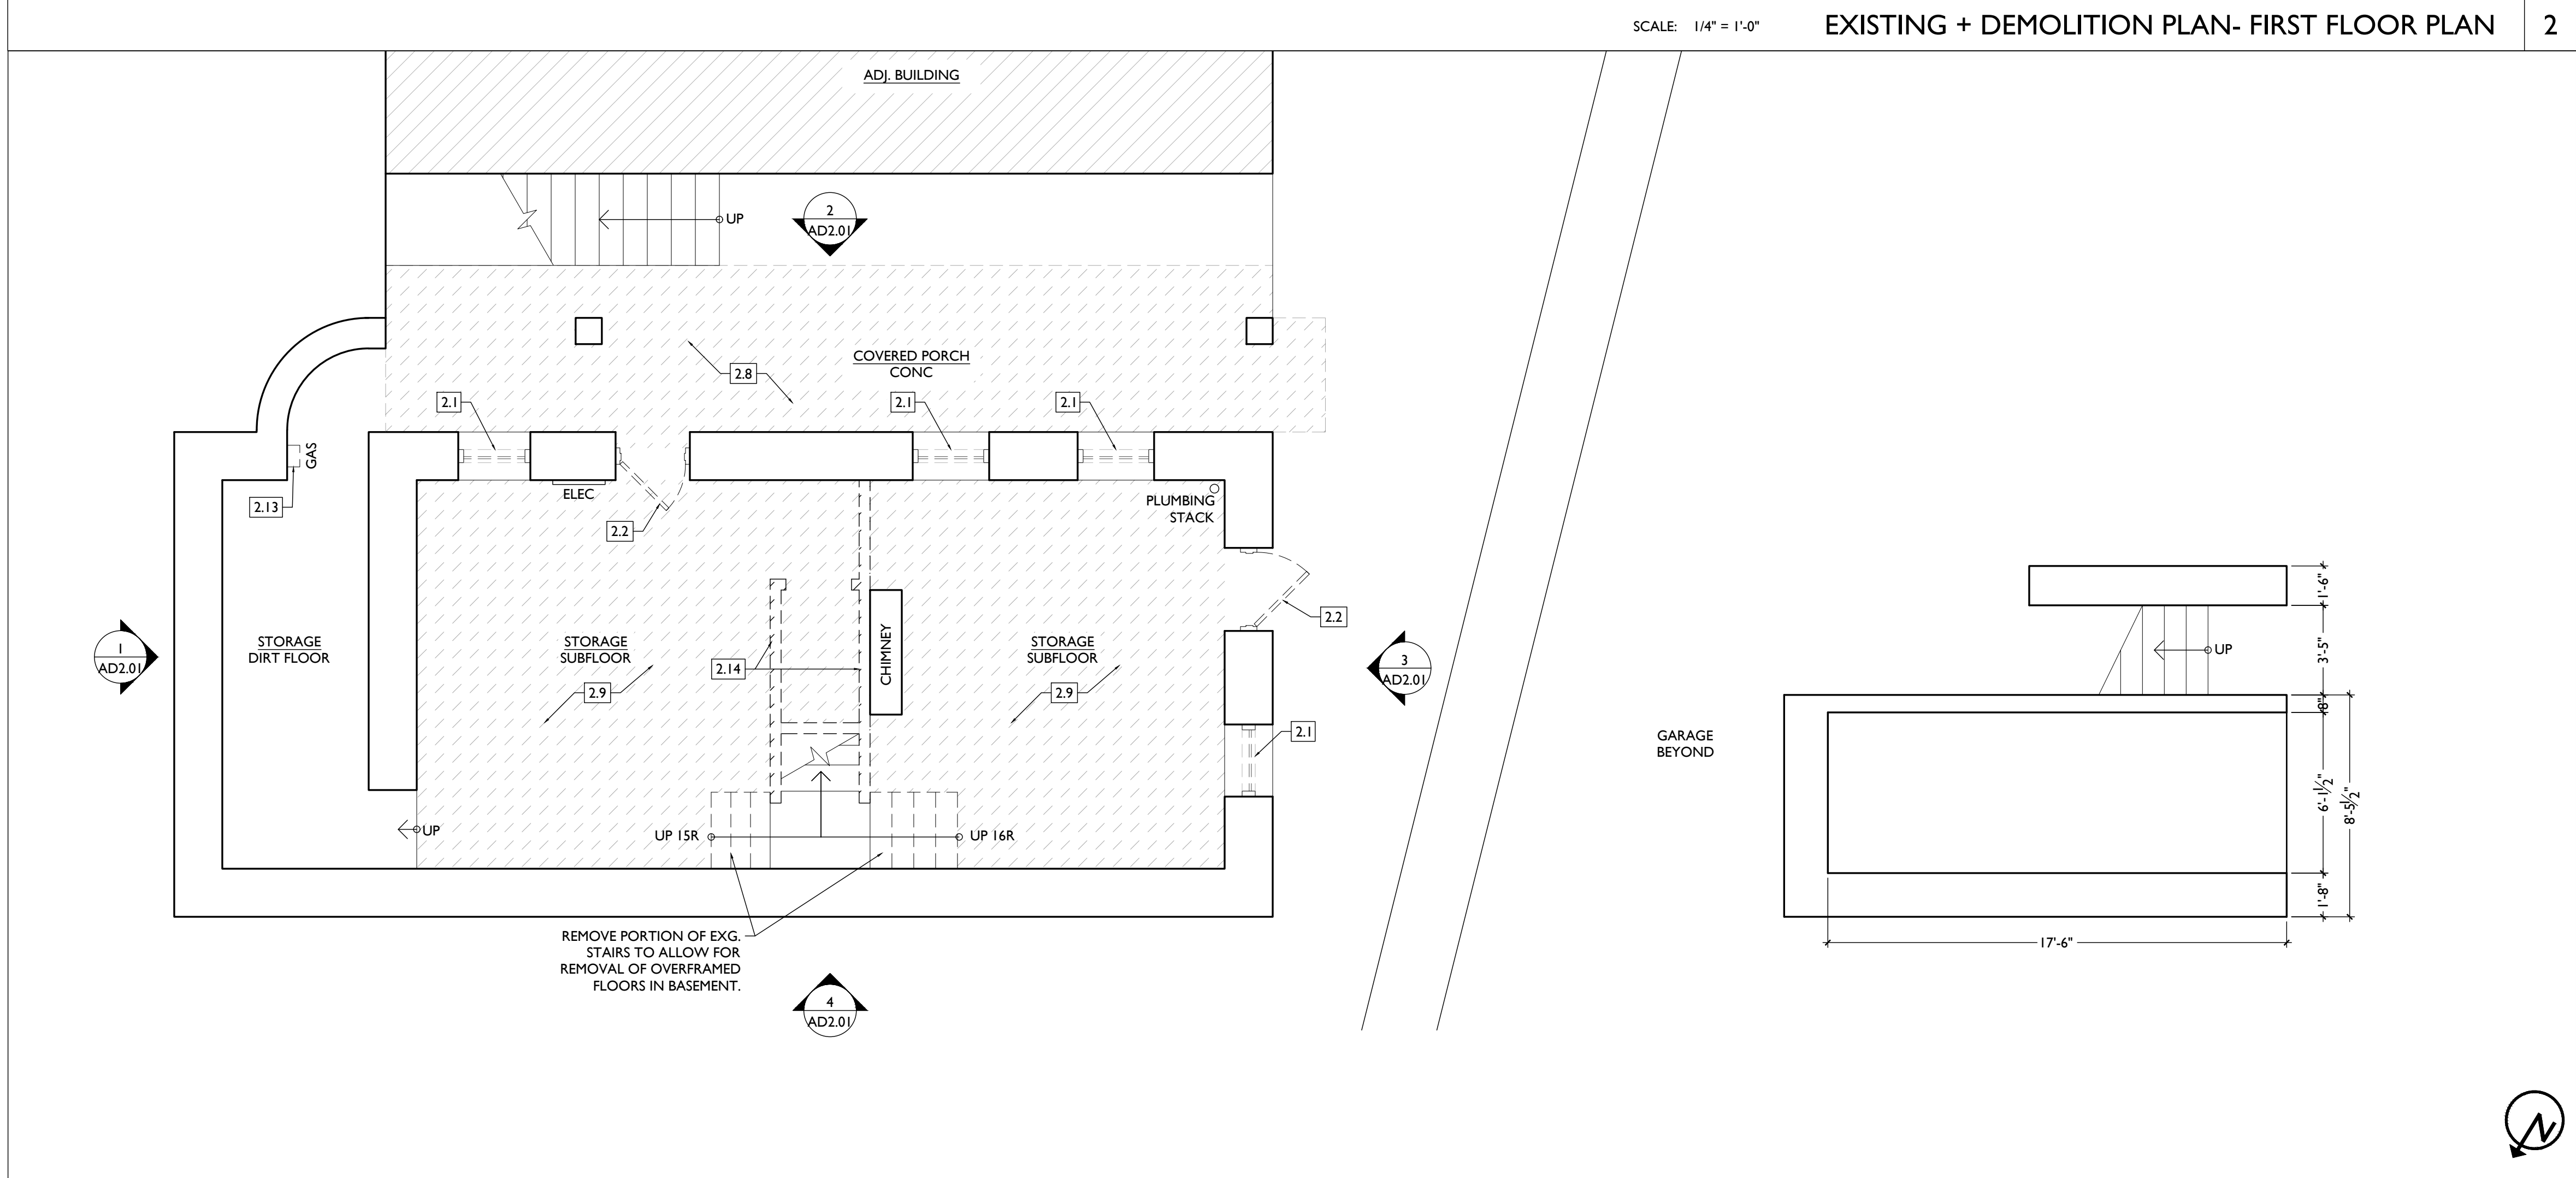 SCALE: 1/4" = 1'-0"
EXISTING + DEMOLITION PLAN- FIRST FLOOR PLAN
2
ADJ. BUILDING
UP
2
AD2.01
COVERED PORCH
CONC
2.8
2.1
2.1
2.1
GAS
2.13
ELEC
2.2
PLUMBING
STACK
2.2
1
AD2.01
STORAGE
DIRT FLOOR
STORAGE
SUBFLOOR
2.9
2.14
CHIMNEY
STORAGE
SUBFLOOR
2.9
3
AD2.01
2.1
UP
UP 15R
UP 16R
REMOVE PORTION OF EXG.
STAIRS TO ALLOW FOR
REMOVAL OF OVERFRAMED
FLOORS IN BASEMENT.
4
AD2.01
GARAGE
BEYOND
UP
1'-6"
3'-5"
8"
6'-1½"
8'-5½"
1'-8"
17'-6"
N